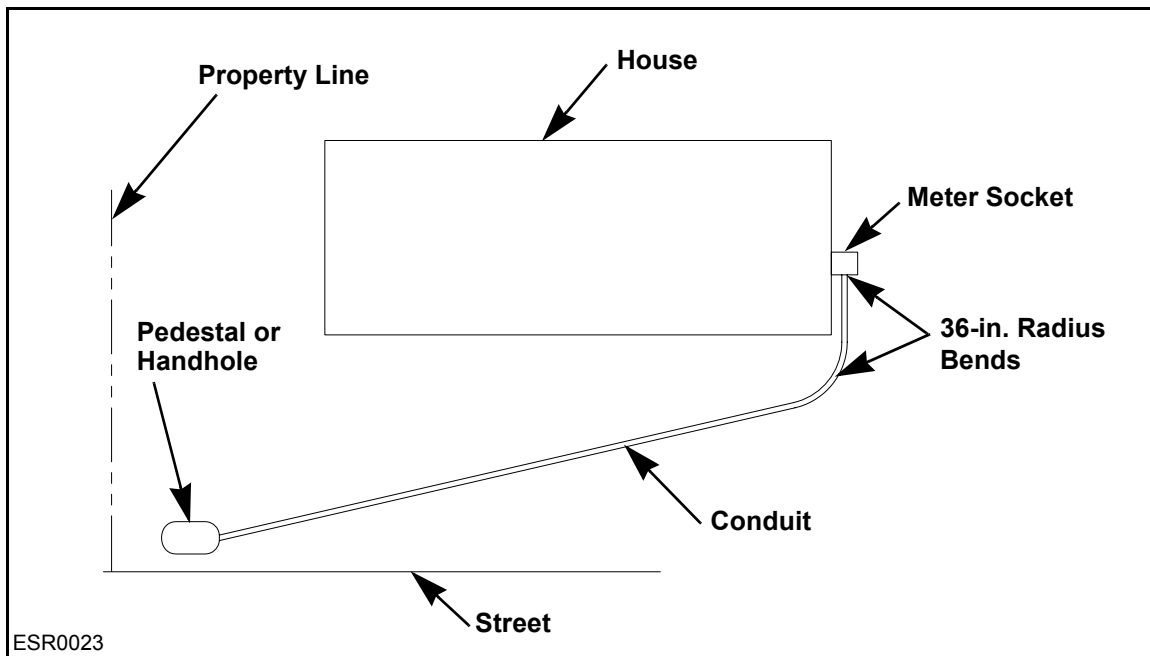 House
Property Line
Meter Socket
Pedestal or
Handhole
36-in. Radius
Bends
Conduit
Street
ESR0023